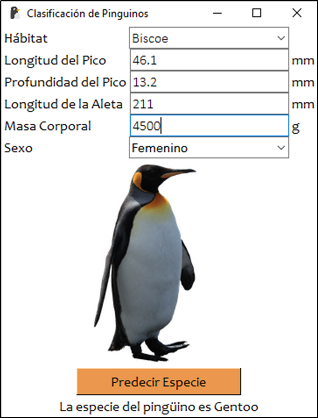 Clasificación de Pinguinos
Hábitat Biscoe
Longitud del Pico 46.1 mm
Profundidad del Pico 13.2 mm
Longitud de la Aleta 211 mm
Masa Corporal 4500 g
Sexo Femenino
Predecir Especie
La especie del pingüino es Gentoo